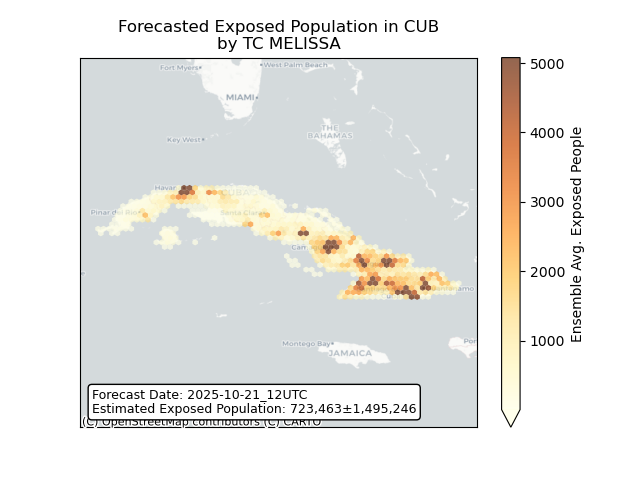 Forecasted Exposed Population in CUB
by TC MELISSA
Fort Myers
West Palm Beach
MIAMI
Key West
THE
BAHAMAS
Havan
Pinar del Rio
Santa Clara
Cam
Montego Bay
JAMAICA
Por
5000
4000
3000
2000
1000
Ensemble Avg. Exposed People
Forecast Date: 2025-10-21_12UTC
Estimated Exposed Population: 723,463±1,495,246
(C) OpenStreetMap contributors (C) CARTO